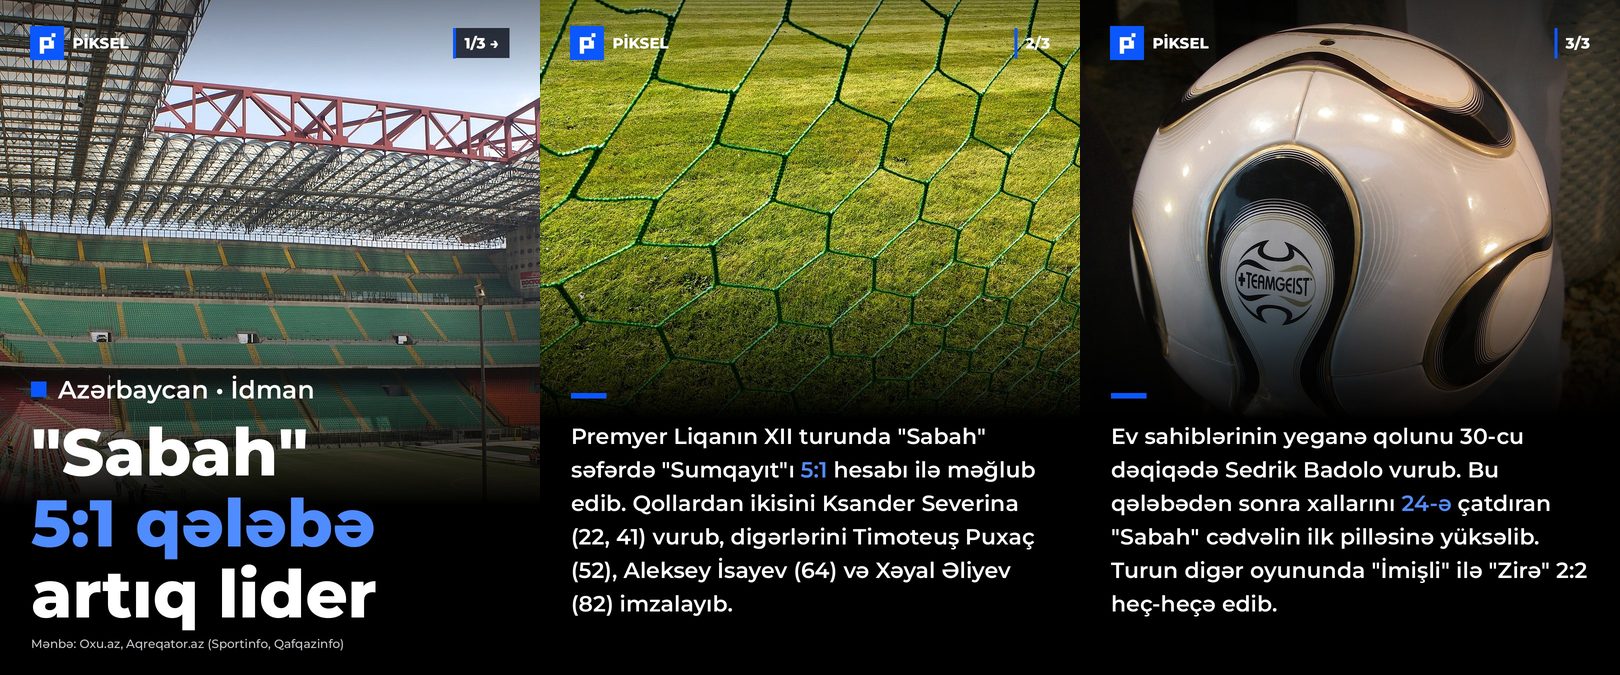 PİKSEL
1/3 →
Azərbaycan • İdman
"Sabah"
5:1 qələbə
artıq lider
Mənbə: Oxu.az, Aqreqator.az (Sportinfo, Qafqazinfo)
PİKSEL
2/3
Premyer Liqanın XII turunda "Sabah"
səfərdə "Sumqayıt"ı 5:1 hesabı ilə məğlub
edib. Qollardan ikisini Ksander Severina
(22, 41) vurub, digərlərini Timoteuş Puxaç
(52), Aleksey İsayev (64) və Xəyal Əliyev
(82) imzalayıb.
PİKSEL
3/3
+TEAMGEIST
Ev sahiblərinin yeganə qolunu 30-cu
dəqiqədə Sedrik Badolo vurub. Bu
qələbədən sonra xallarını 24-ə çatdıran
"Sabah" cədvəlin ilk pilləsinə yüksəlib.
Turun digər oyununda "İmişli" ilə "Zirə" 2:2
heç-heçə edib.